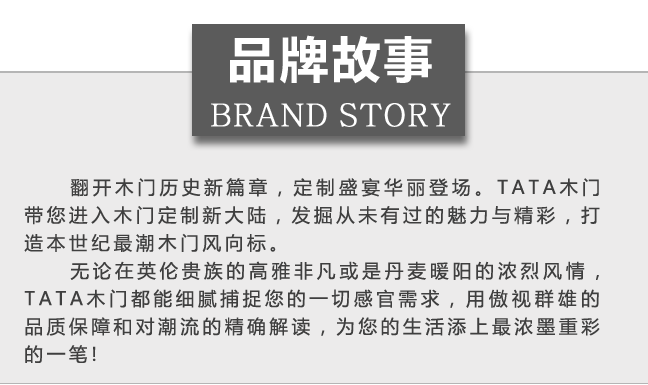 品牌故事
BRAND STORY
翻开木门历史新篇章，定制盛宴华丽登场。TATA木门
带您进入木门定制新大陆，发掘从未有过的魅力与精彩，打
造本世纪最潮木门风向标。
无论在英伦贵族的高雅非凡或是丹麦暖阳的浓烈风情，
TATA木门都能细腻捕捉您的一切感官需求，用傲视群雄的
品质保障和对潮流的精确解读，为您的生活添上最浓墨重彩
的一笔!